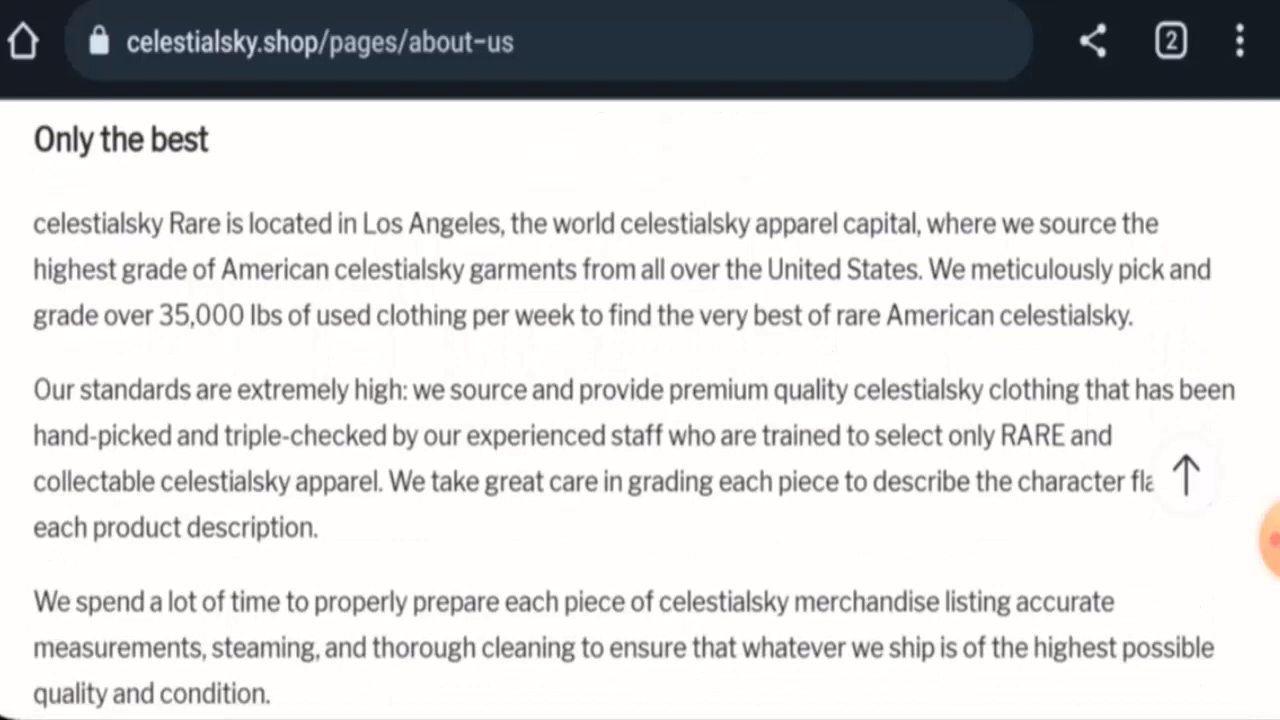 celestialsky.shop/pages/about-us
2
Only the best
celestialsky Rare is located in Los Angeles, the world celestialsky apparel capital, where we source the
highest grade of American celestialsky garments from all over the United States. We meticulously pick and
grade over 35,000 lbs of used clothing per week to find the very best of rare American celestialsky.
Our standards are extremely high: we source and provide premium quality celestialsky clothing that has been
hand-picked and triple-checked by our experienced staff who are trained to select only RARE and
collectable celestialsky apparel. We take great care in grading each piece to describe the character
each product description.
We spend a lot of time to properly prepare each piece of celestialsky merchandise listing accurate
measurements, steaming, and thorough cleaning to ensure that whatever we ship is of the highest possible
quality and condition.